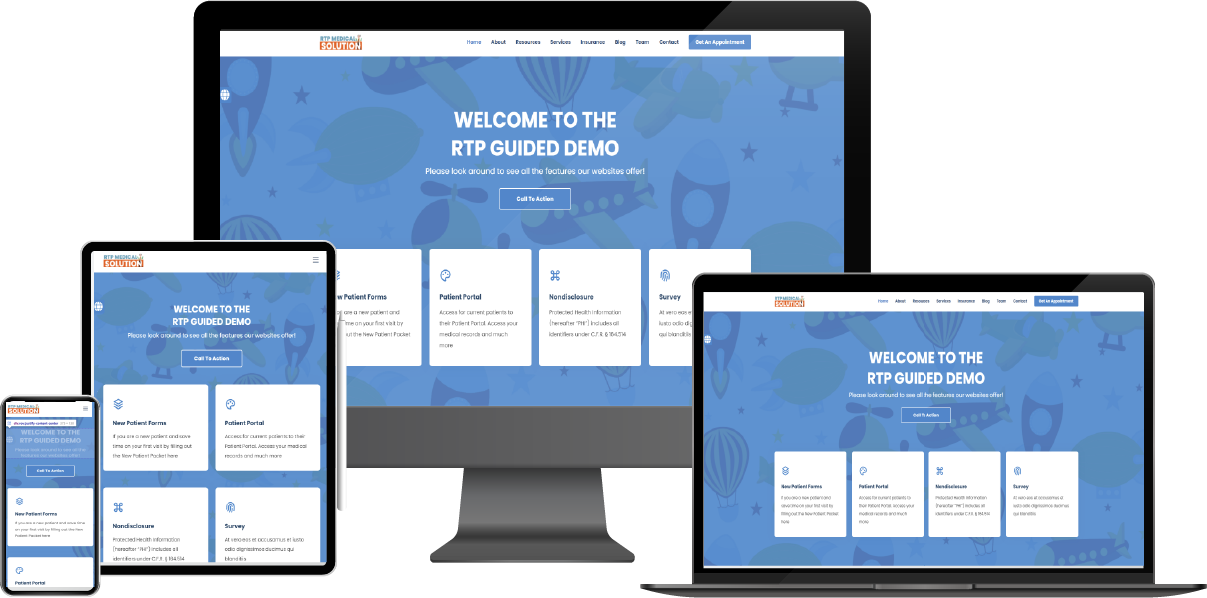 RTP MEDICAL
SOLUTION
Home About Resources Services Insurance Blog Team Contact Get An Appointment
WELCOME TO THE
RTP GUIDED DEMO
Please look around to see all the features our websites offer!
Call To Action
w Patient Forms
are a new patient and
time on your first visit by
out the New Patient Packet
Patient Portal
Access for current patients to
their Patient Portal. Access your
medical records and much
more
Nondisclosure
Protected Health Information
(hereafter "PHI") includes all
identifiers under C.F.R. § 164.514
Survey
At vero eos et
iusto odio dig
qui blanditiis
RTP MEDICAL
SOLUTION
WELCOME TO THE
RTP GUIDED DEMO
Please look around to see all the features our websites offer!
Call To Action
New Patient Forms
If you are a new patient and save
time on your first visit by filling out
the New Patient Packet here
Patient Portal
Access for current patients to their
Patient Portal. Access your medical
records and much more
Nondisclosure
Protected Health Information
(hereafter "PHI") includes all
identifiers under C.F.R. § 164.514
Survey
At vero eos et accusamus et iusto
odio dignissimos ducimus qui
blanditiis
RTP MEDICAL
SOLUTION
WELCOME TO THE
RTP GUIDED DEMO
Please look around to see all the
features our websites offer!
Call To Action
New Patient Forms
If you are a new patient and save time
on your first visit by filling out the New
Patient Packet here
Patient Portal
RTP MEDICAL
SOLUTION
Home About Resources Services Insurance Blog Team Contact Get An Appointment
WELCOME TO THE
RTP GUIDED DEMO
Please look around to see all the features our websites offer!
Call To Action
New Patient Forms
If you are a new patient and
save time on your first visit by
filling out the New Patient Packet
here
Patient Portal
Access for current patients to
their Patient Portal. Access your
medical records and much
more
Nondisclosure
Protected Health Information
(hereafter "PHI") includes all
identifiers under C.F.R. § 164.514
Survey
At vero eos et accusamus et
iusto odio dignissimos ducimus
qui blanditiis